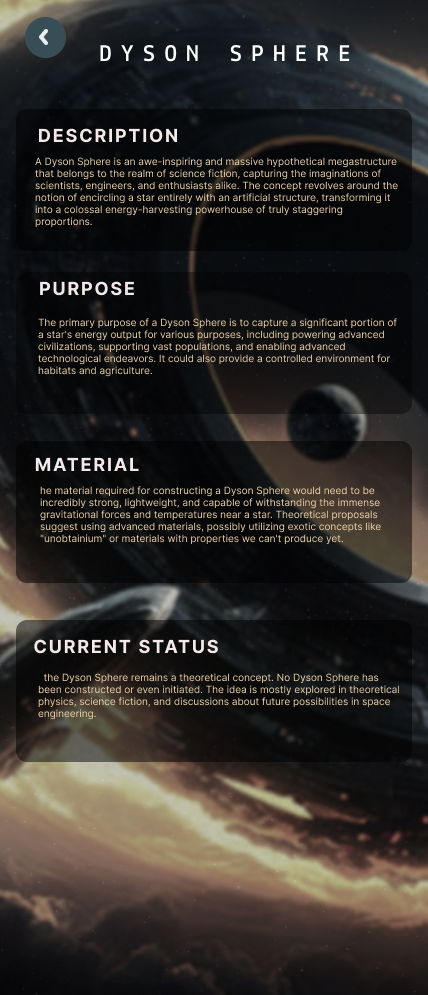 DYSON SPHERE
DESCRIPTION
A Dyson Sphere is an awe-inspiring and massive hypothetical megastructure
that belongs to the realm of science fiction, capturing the imaginations of
scientists, engineers, and enthusiasts alike. The concept revolves around the
notion of encircling a star entirely with an artificial structure, transforming it
into a colossal energy-harvesting powerhouse of truly staggering
proportions.
PURPOSE
The primary purpose of a Dyson Sphere is to capture a significant portion of
a star's energy output for various purposes, including powering advanced
civilizations, supporting vast populations, and enabling advanced
technological endeavors. It could also provide a controlled environment for
habitats and agriculture.
MATERIAL
he material required for constructing a Dyson Sphere would need to be
incredibly strong, lightweight, and capable of withstanding the immense
gravitational forces and temperatures near a star. Theoretical proposals
suggest using advanced materials, possibly utilizing exotic concepts like
"unobtainium" or materials with properties we can't produce yet.
CURRENT STATUS
the Dyson Sphere remains a theoretical concept. No Dyson Sphere has
been constructed or even initiated. The idea is mostly explored in theoretical
physics, science fiction, and discussions about future possibilities in space
engineering.